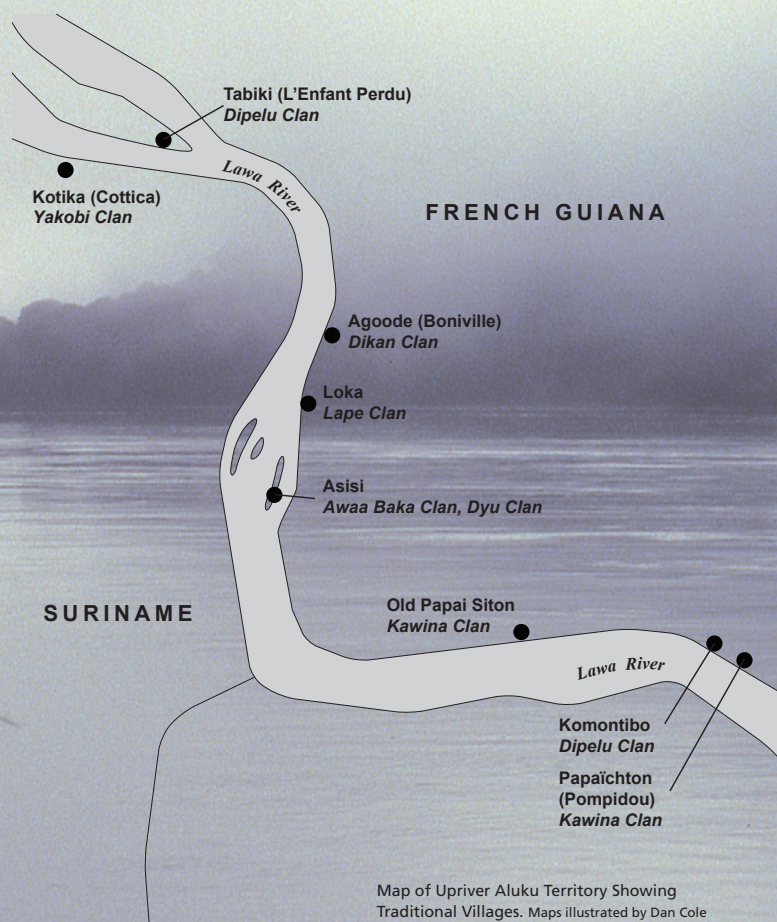 Tabiki (L'Enfant Perdu)
Dipelu Clan
Lawa River
Kotika (Cottica)
Yakobi Clan
FRENCH GUIANA
Agoode (Boniville)
Dikan Clan
Loka
Lape Clan
Asisi
Awaa Baka Clan, Dyu Clan
SURINAME
Old Papai Siton
Kawina Clan
Lawa River
Komontibo
Dipelu Clan
Papaïchton
(Pompidou)
Kawina Clan
Map of Upriver Aluku Territory Showing
Traditional Villages. Maps illustrated by Dan Cole